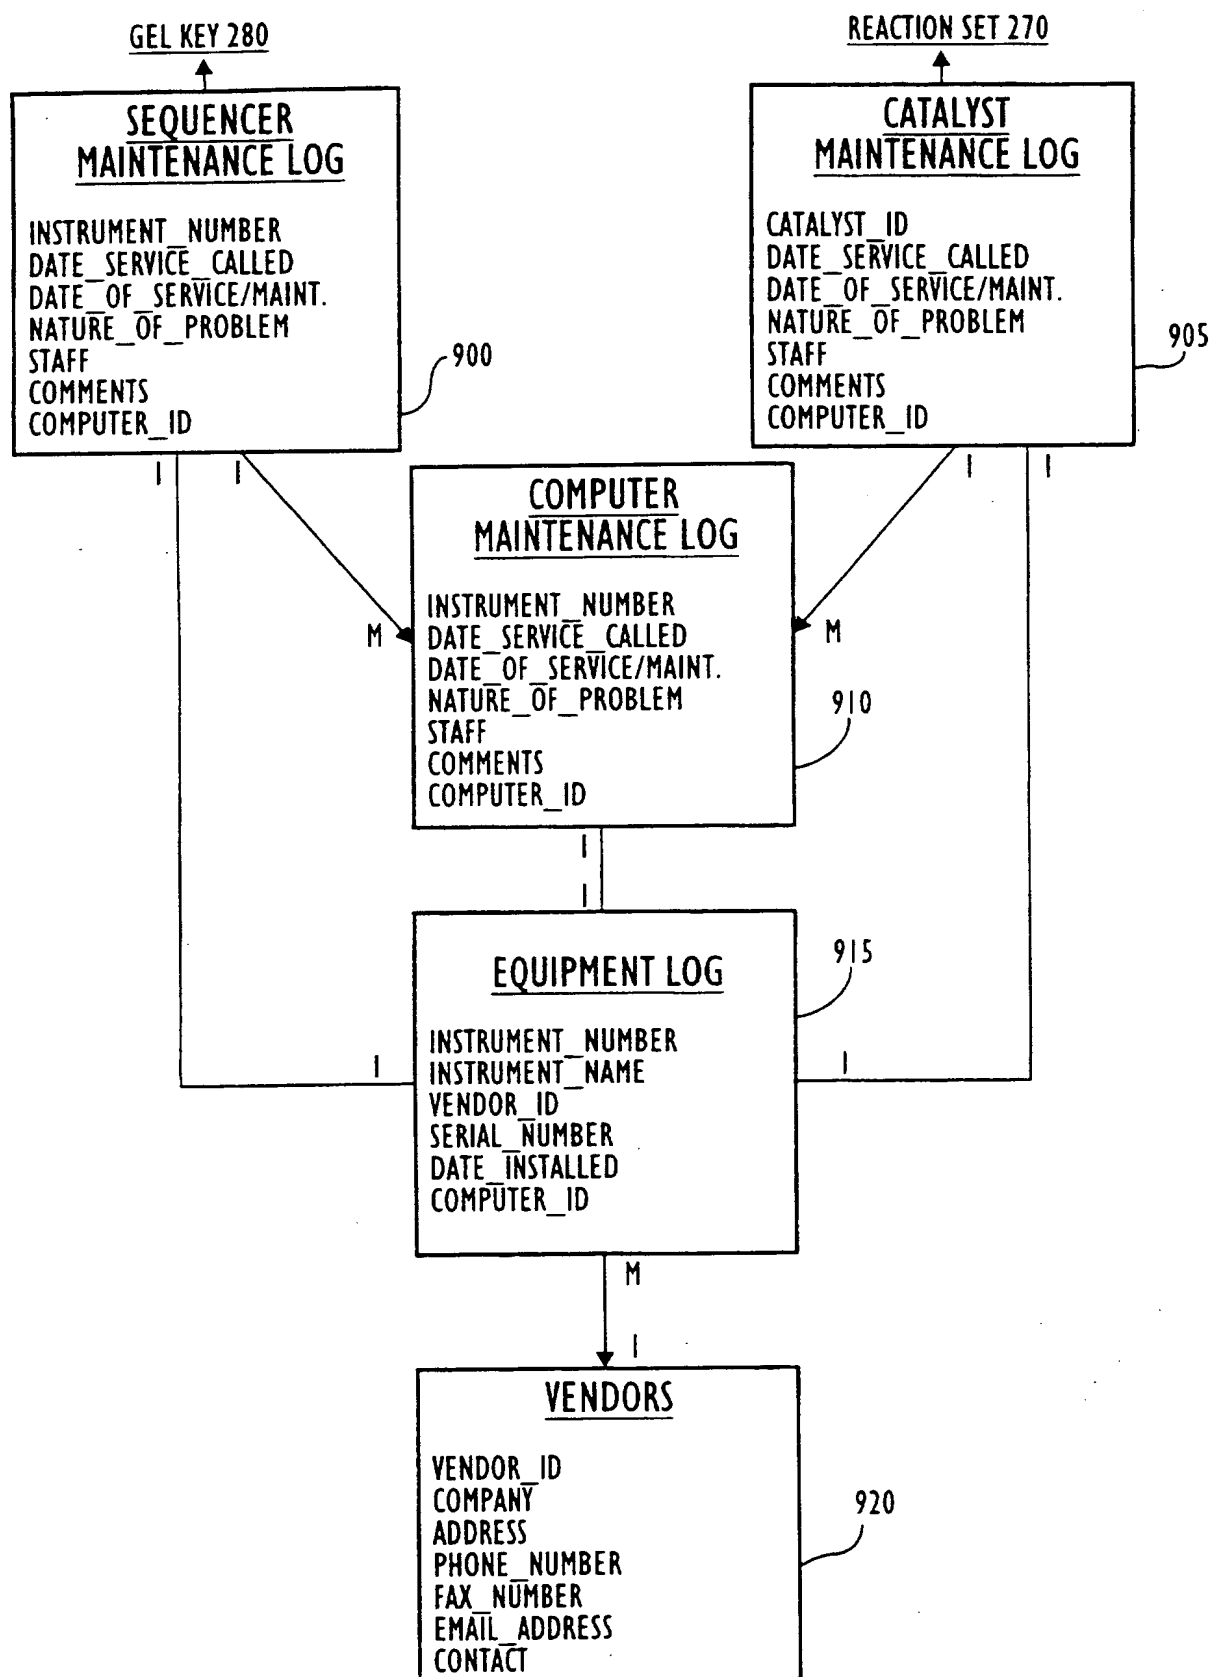 GEL KEY 280
REACTION SET 270
SEQUENCER
MAINTENANCE LOG
INSTRUMENT_NUMBER
DATE_SERVICE_CALLED
DATE_OF_SERVICE/MAINT.
NATURE_OF_PROBLEM
STAFF
COMMENTS
COMPUTER_ID
900
CATALYST
MAINTENANCE LOG
CATALYST_ID
DATE_SERVICE_CALLED
DATE_OF_SERVICE/MAINT.
NATURE_OF_PROBLEM
STAFF
COMMENTS
COMPUTER_ID
905
1
1
1
1
COMPUTER
MAINTENANCE LOG
INSTRUMENT_NUMBER
DATE_SERVICE_CALLED
DATE_OF_SERVICE/MAINT.
NATURE_OF_PROBLEM
STAFF
COMMENTS
COMPUTER_ID
M
M
910
1
1
EQUIPMENT LOG
INSTRUMENT_NUMBER
INSTRUMENT_NAME
VENDOR_ID
SERIAL_NUMBER
DATE_INSTALLED
COMPUTER_ID
915
1
1
M
1
VENDORS
VENDOR_ID
COMPANY
ADDRESS
PHONE_NUMBER
FAX_NUMBER
EMAIL_ADDRESS
CONTACT
920